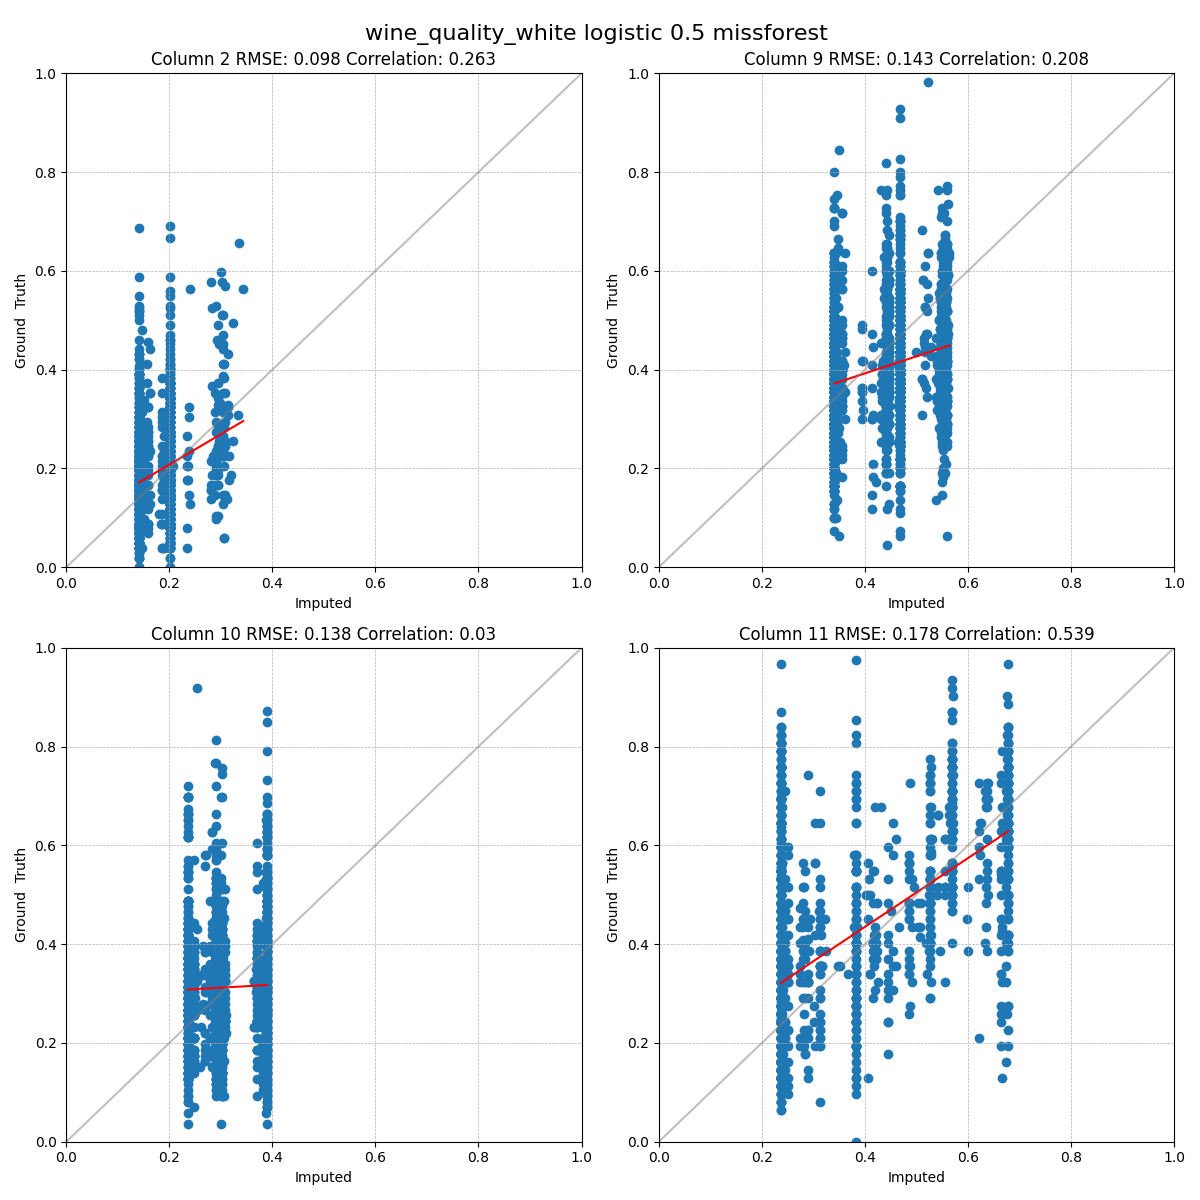 wine_quality_white logistic 0.5 missforest
Column 2 RMSE: 0.098 Correlation: 0.263
Column 9 RMSE: 0.143 Correlation: 0.208
1.0
0.8
0.6
0.4
0.2
0.0
Ground Truth
0.0 0.2 0.4 0.6 0.8 1.0
Imputed
1.0
0.8
0.6
0.4
0.2
0.0
Ground Truth
0.0 0.2 0.4 0.6 0.8 1.0
Imputed
Column 10 RMSE: 0.138 Correlation: 0.03
Column 11 RMSE: 0.178 Correlation: 0.539
1.0
0.8
0.6
0.4
0.2
0.0
Ground Truth
0.0 0.2 0.4 0.6 0.8 1.0
Imputed
1.0
0.8
0.6
0.4
0.2
0.0
Ground Truth
0.0 0.2 0.4 0.6 0.8 1.0
Imputed